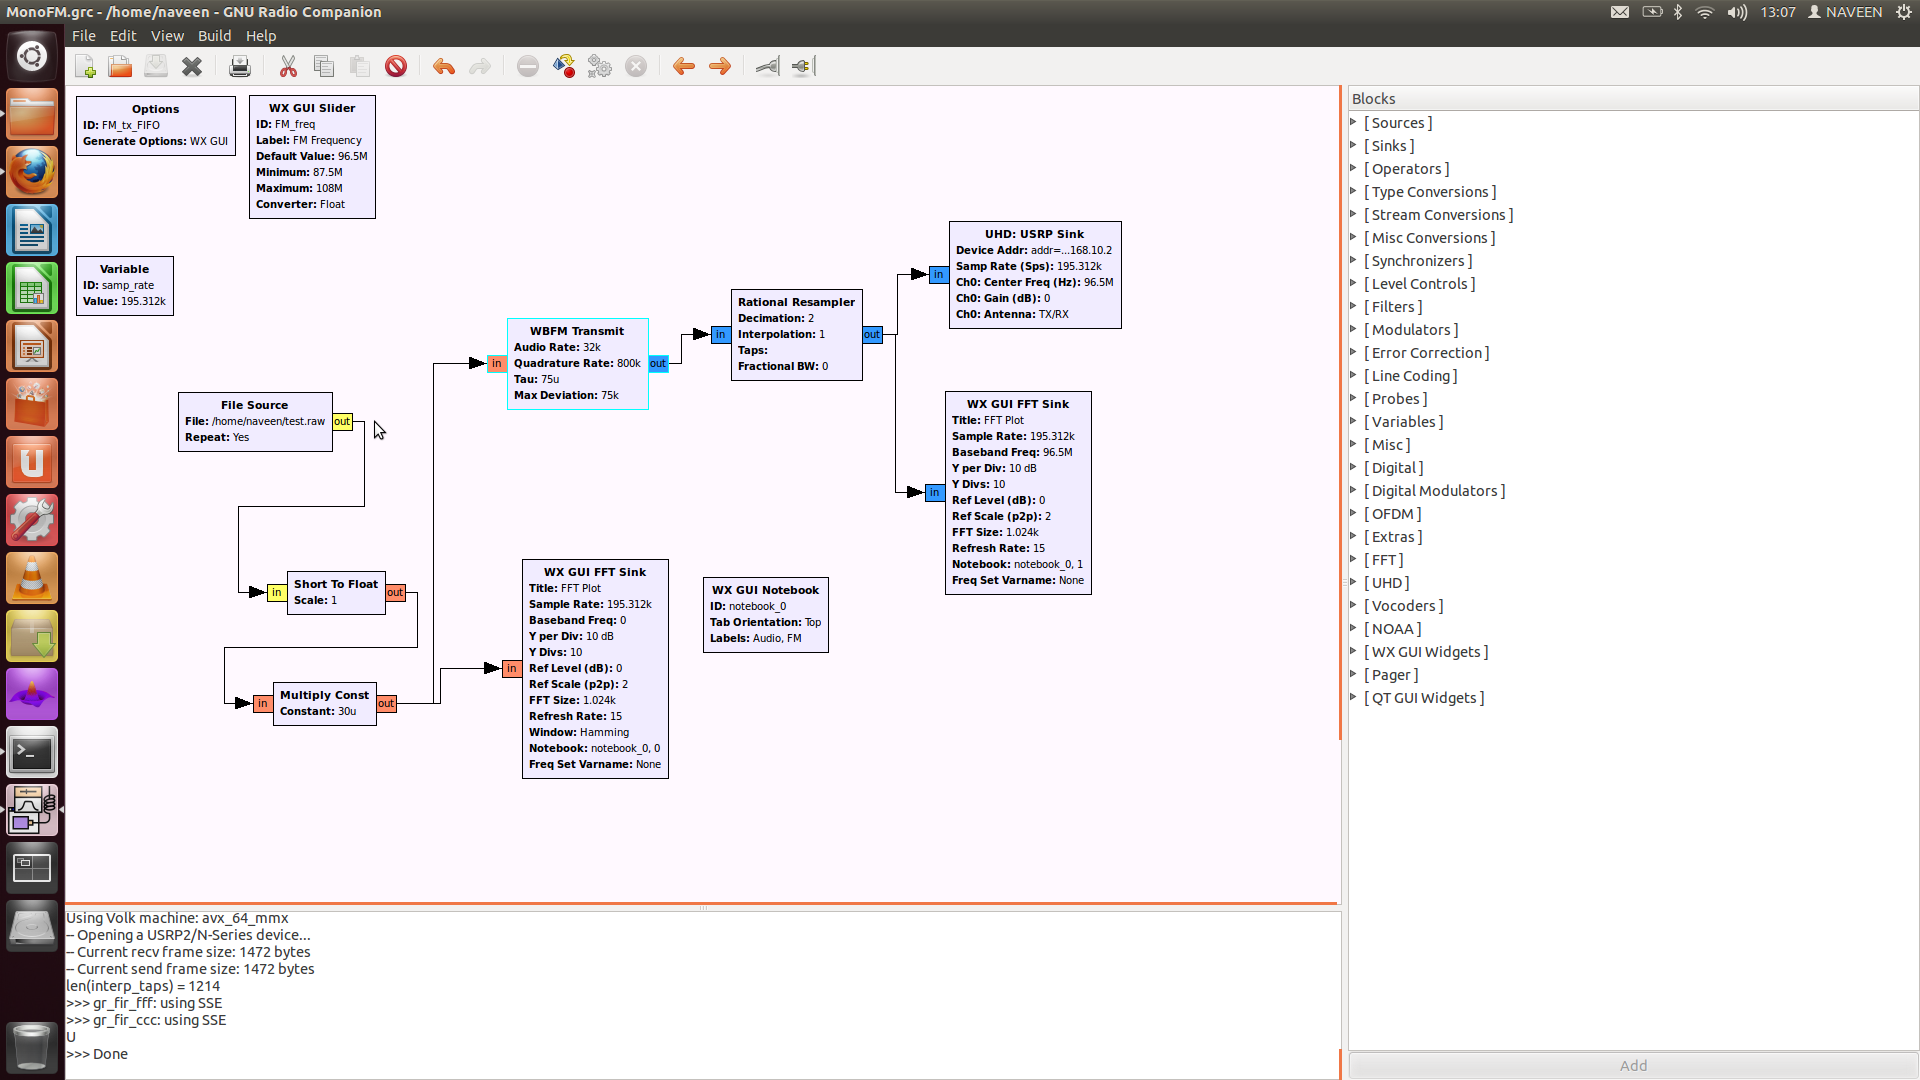 MonoFM.grc - /home/naveen - GNU Radio Companion
13:07 NAVEEN
File Edit View Build Help
Options
ID: FM_tx_FIFO
Generate Options: WX GUI
WX GUI Slider
ID: FM_freq
Label: FM Frequency
Default Value: 96.5M
Minimum: 87.5M
Maximum: 108M
Converter: Float
Variable
ID: samp_rate
Value: 195.312k
File Source
File: /home/naveen/test.raw
Repeat: Yes
out
in
Short To Float
Scale: 1
out
in
Multiply Const
Constant: 30u
out
in
WBFM Transmit
Audio Rate: 32k
Quadrature Rate: 800k
Tau: 75u
Max Deviation: 75k
out
in
Rational Resampler
Decimation: 2
Interpolation: 1
Taps:
Fractional BW: 0
out
in
UHD: USRP Sink
Device Addr: addr=...168.10.2
Samp Rate (Sps): 195.312k
Ch0: Center Freq (Hz): 96.5M
Ch0: Gain (dB): 0
Ch0: Antenna: TX/RX
in
WX GUI FFT Sink
Title: FFT Plot
Sample Rate: 195.312k
Baseband Freq: 96.5M
Y per Div: 10 dB
Y Divs: 10
Ref Level (dB): 0
Ref Scale (p2p): 2
FFT Size: 1.024k
Refresh Rate: 15
Notebook: notebook_0, 1
Freq Set Varname: None
in
WX GUI FFT Sink
Title: FFT Plot
Sample Rate: 195.312k
Baseband Freq: 0
Y per Div: 10 dB
Y Divs: 10
Ref Level (dB): 0
Ref Scale (p2p): 2
FFT Size: 1.024k
Refresh Rate: 15
Window: Hamming
Notebook: notebook_0, 0
Freq Set Varname: None
WX GUI Notebook
ID: notebook_0
Tab Orientation: Top
Labels: Audio, FM
Blocks
[ Sources ]
[ Sinks ]
[ Operators ]
[ Type Conversions ]
[ Stream Conversions ]
[ Misc Conversions ]
[ Synchronizers ]
[ Level Controls ]
[ Filters ]
[ Modulators ]
[ Error Correction ]
[ Line Coding ]
[ Probes ]
[ Variables ]
[ Misc ]
[ Digital ]
[ Digital Modulators ]
[ OFDM ]
[ Extras ]
[ FFT ]
[ UHD ]
[ Vocoders ]
[ NOAA ]
[ WX GUI Widgets ]
[ Pager ]
[ QT GUI Widgets ]
Add
Using Volk machine: avx_64_mmx
-- Opening a USRP2/N-Series device...
-- Current recv frame size: 1472 bytes
-- Current send frame size: 1472 bytes
len(interp_taps) = 1214
>>> gr_fir_fff: using SSE
>>> gr_fir_ccc: using SSE
U
>>> Done